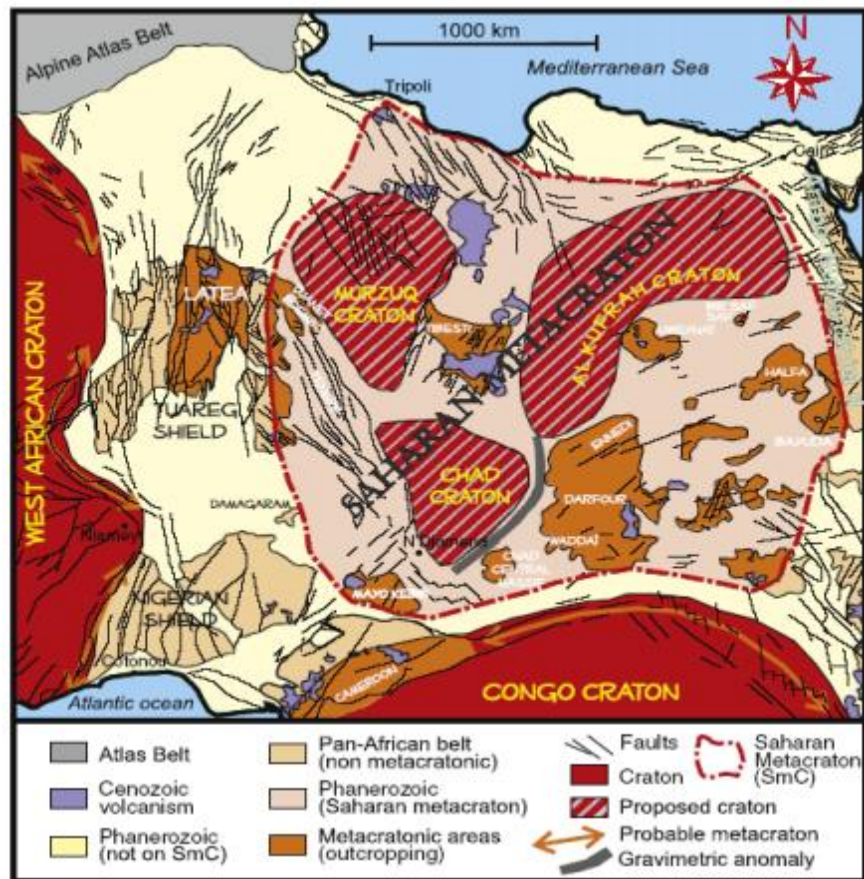 1000 km
N
Alpine Atlas Belt
Mediterranean Sea
Tripoli
Cairo
LATEA
MURZUQ
CRATON
AL KUFRAH CRATON
SAHARAN METACRATON
TIBESTI
HALFA
BAYUDA
TUAREG
SHIELD
WEST AFRICAN CRATON
CHAD
CRATON
ENNEDI
DARFOUR
DAMAGARAM
Niamey
N'Djamena
WADDAI
CHAD
CENTRAL
MASSIF
MAYO KEBBI
NIGERIAN
SHIELD
Cotonou
CAMEROON
Atlantic ocean
CONGO CRATON
Atlas Belt
Cenozoic
volcanism
Phanerozoic
(not on SmC)
Pan-African belt
(non metacratonic)
Phanerozoic
(Saharan metacraton)
Metacratonic areas
(outcropping)
Faults
Craton
Saharan
Metacraton
(SmC)
Proposed craton
Probable metacraton
Gravimetric anomaly